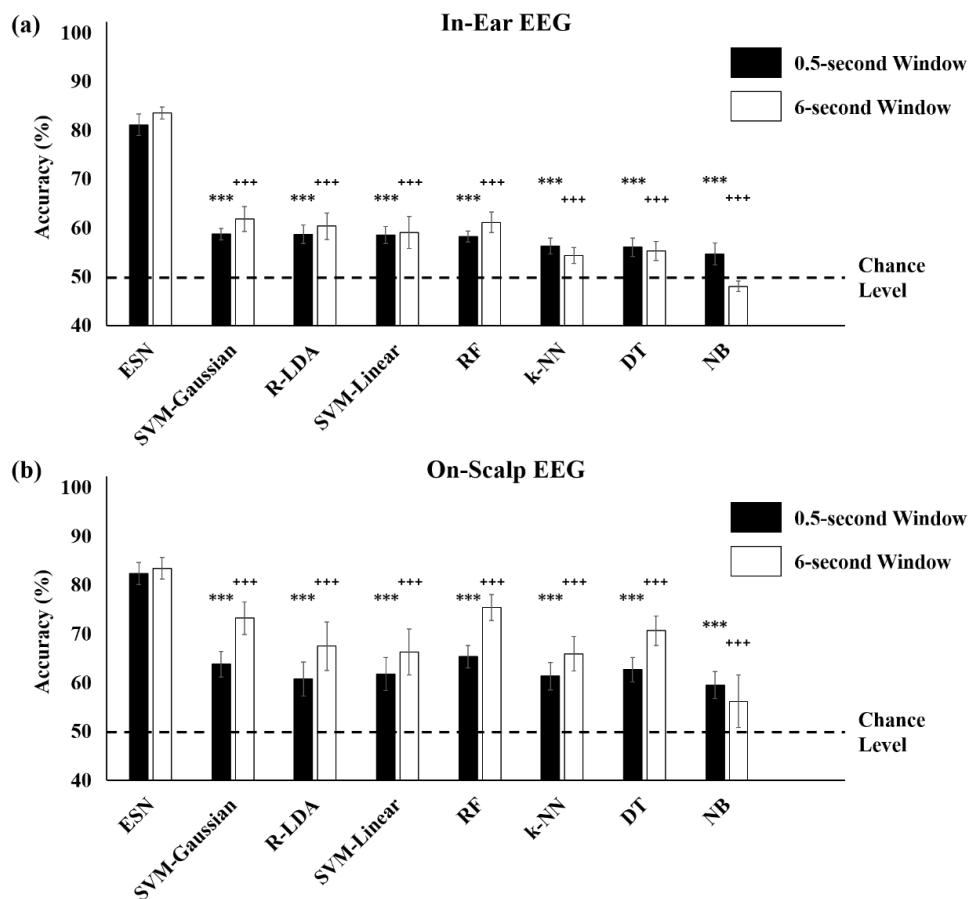 (a)
In-Ear EEG
100
90
80
70
60
50
40
Accuracy (%)
0.5-second Window
6-second Window
*** +++ *** +++ *** +++ *** +++ *** +++ *** +++ *** +++
Chance
Level
ESN
SVM-Gaussian
R-LDA
SVM-Linear
RF
k-NN
DT
NB
(b)
On-Scalp EEG
100
90
80
70
60
50
40
Accuracy (%)
0.5-second Window
6-second Window
*** +++ *** +++ *** +++ *** +++ *** +++ *** +++ *** +++
Chance
Level
ESN
SVM-Gaussian
R-LDA
SVM-Linear
RF
k-NN
DT
NB